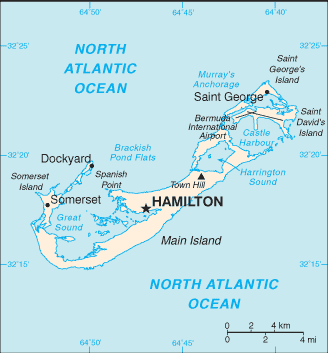 64 50' 64 45' 64 40'
32 25' 32 25'
NORTH
ATLANTIC
OCEAN
Murray's
Anchorage
Saint
George's
Island
Saint George
Saint
David's
Island
Bermuda
International
Airport
Castle
Harbour
32 20' 32 20'
Brackish
Pond Flats
Dockyard
Harrington
Sound
Somerset
Island
Spanish
Point
Town Hill
Somerset
HAMILTON
Great
Sound
Main Island
32 15' 32 15'
NORTH ATLANTIC
OCEAN
0 2 4 km
0 2 4 mi
64 50' 64 45'